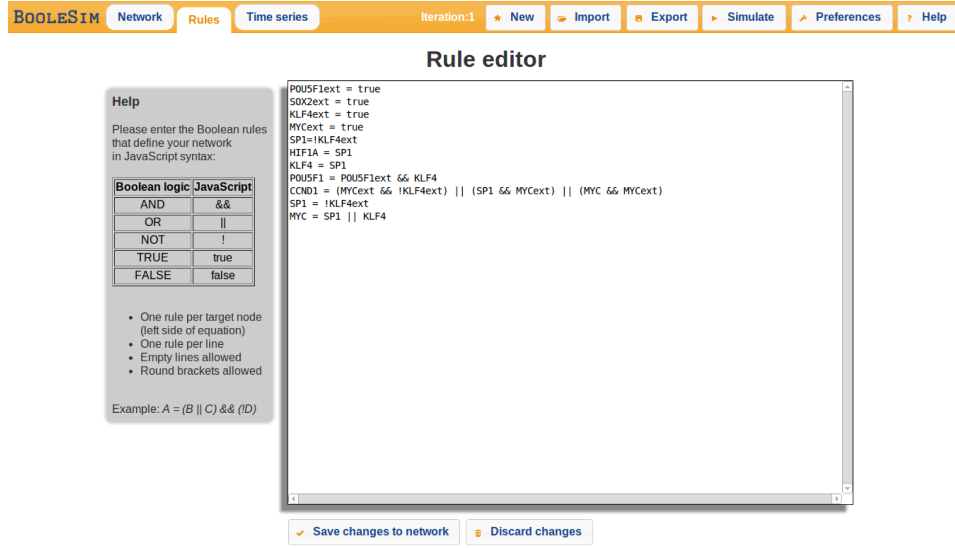 BOOLESIM Network Rules Time series Iteration:1 New Import Export Simulate Preferences ? Help
Rule editor
Help
Please enter the Boolean rules
that define your network
in JavaScript syntax:
Boolean logic JavaScript
AND &&
OR ||
NOT !
TRUE true
FALSE false
• One rule per target node
(left side of equation)
• One rule per line
• Empty lines allowed
• Round brackets allowed
Example: A = (B || C) && (!D)
POU5F1ext = true
SOX2ext = true
KLF4ext = true
MYCext = true
SP1=!KLF4ext
HIF1A = SP1
KLF4 = SP1
POU5F1 = POU5F1ext && KLF4
CCND1 = (MYCext && !KLF4ext) || (SP1 && MYCext) || (MYC && MYCext)
SP1 = !KLF4ext
MYC = SP1 || KLF4
Save changes to network Discard changes